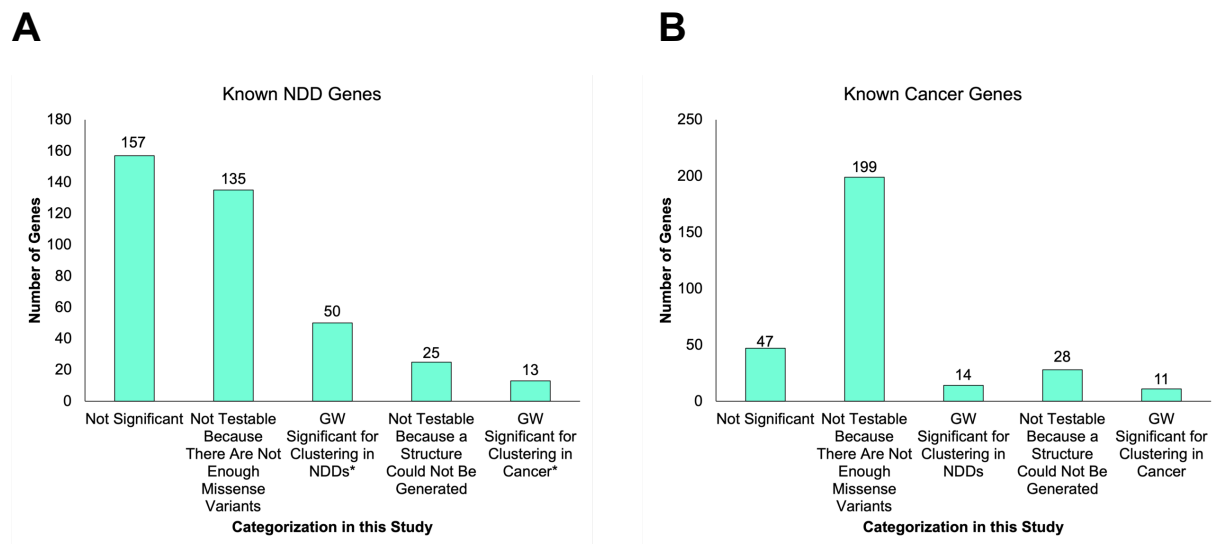 A
Known NDD Genes
Number of Genes
180
160
140
120
100
80
60
40
20
0
157
135
50
25
13
Not Significant
Not Testable
Because
There Are Not
Enough
Missense
Variants
GW
Significant for
Clustering in
NDDs*
Not Testable
Because a
Structure
Could Not Be
Generated
GW
Significant for
Clustering in
Cancer*
Categorization in this Study
B
Known Cancer Genes
Number of Genes
250
200
150
100
50
0
47
199
14
28
11
Not Significant
Not Testable
Because
There Are Not
Enough
Missense
Variants
GW
Significant for
Clustering in
NDDs
Not Testable
Because a
Structure
Could Not Be
Generated
GW
Significant for
Clustering in
Cancer
Categorization in this Study